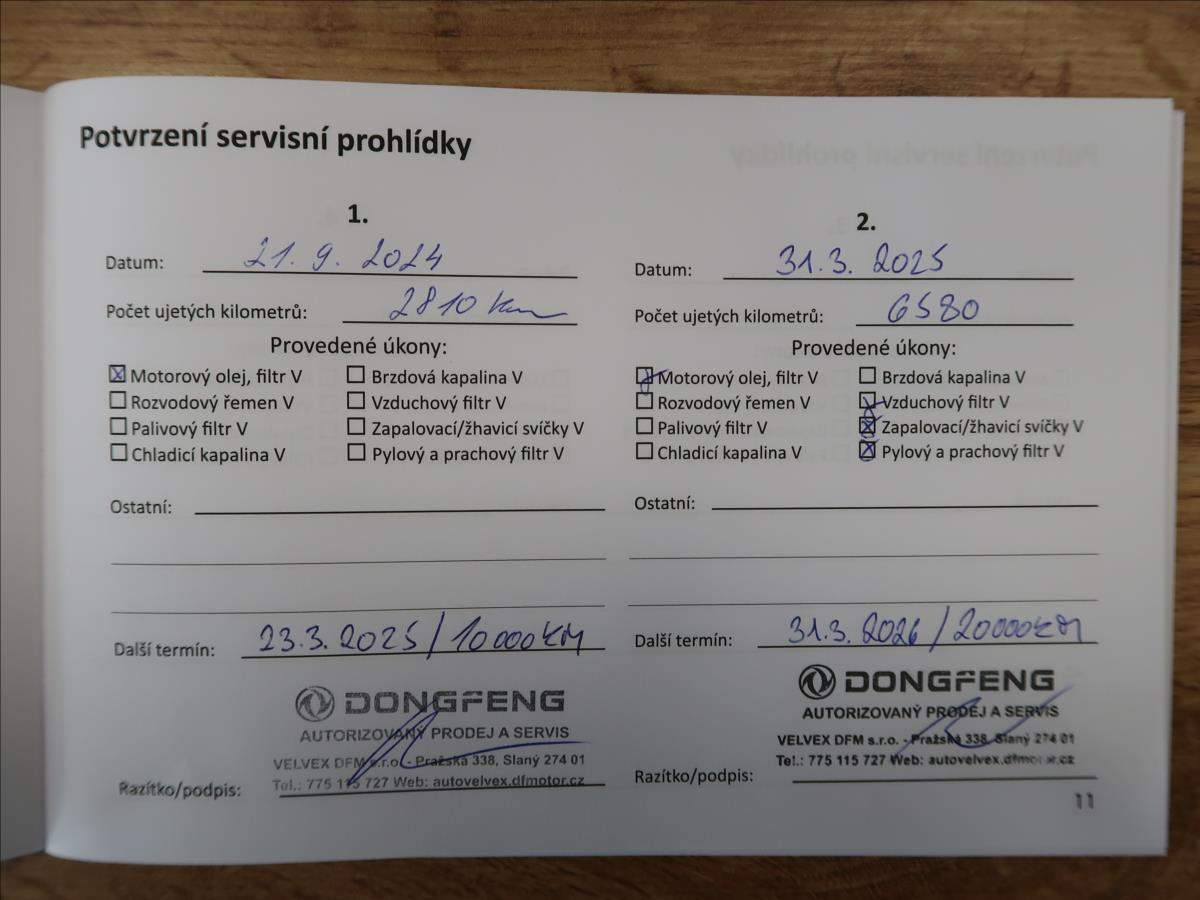 Potvrzení servisní prohlídky
1.
Datum: 21. 9. 2024
Počet ujetých kilometrů: 2810 km
Provedené úkony:
Motorový olej, filtr V
Brzdová kapalina V
Rozvodový řemen V
Vzduchový filtr V
Palivový filtr V
Zapalovací/žhavicí svíčky V
Chladicí kapalina V
Pylový a prachový filtr V
Ostatní:
Další termín: 23.3.2025/10000KM
DONGFENG
AUTORIZOVANÝ PRODEJ A SERVIS
VELVEX DFM s.r.o. - Pražská 338, Slaný 274 01
Tel.: 775 115 727 Web: autovelvex.dfmotor.cz
Razítko/podpis:
2.
Datum: 31.3. 2025
Počet ujetých kilometrů: 6580
Provedené úkony:
Motorový olej, filtr V
Brzdová kapalina V
Rozvodový řemen V
Vzduchový filtr V
Palivový filtr V
Zapalovací/žhavicí svíčky V
Chladicí kapalina V
Pylový a prachový filtr V
Ostatní:
Další termín: 31.3.2026/20000KM
DONGFENG
AUTORIZOVANÝ PRODEJ A SERVIS
VELVEX DFM s.r.o. - Pražská 338, Slaný 274 01
Tel.: 775 115 727 Web: autovelvex.dfmotor.cz
Razítko/podpis:
11